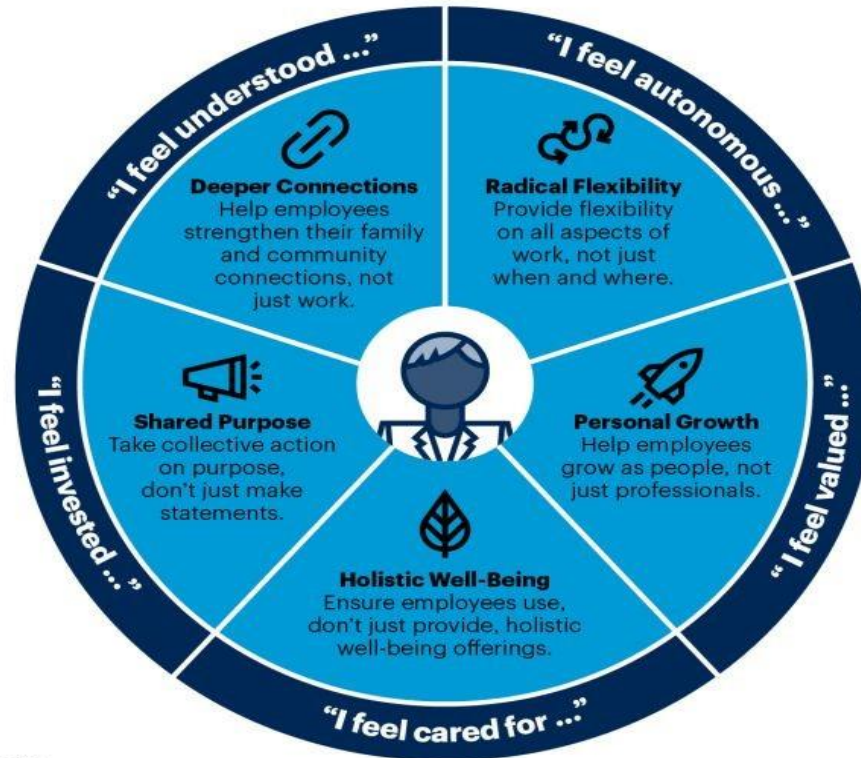 "I feel understood ..."
Deeper Connections
Help employees
strengthen their family
and community
connections, not
just work.
"I feel autonomous ..."
Radical Flexibility
Provide flexibility
on all aspects of
work, not just
when and where.
"I feel valued ..."
Personal Growth
Help employees
grow as people, not
just professionals.
"I feel cared for ..."
Holistic Well-Being
Ensure employees use,
don't just provide, holistic
well-being offerings.
"I feel invested ..."
Shared Purpose
Take collective action
on purpose,
don't just make
statements.